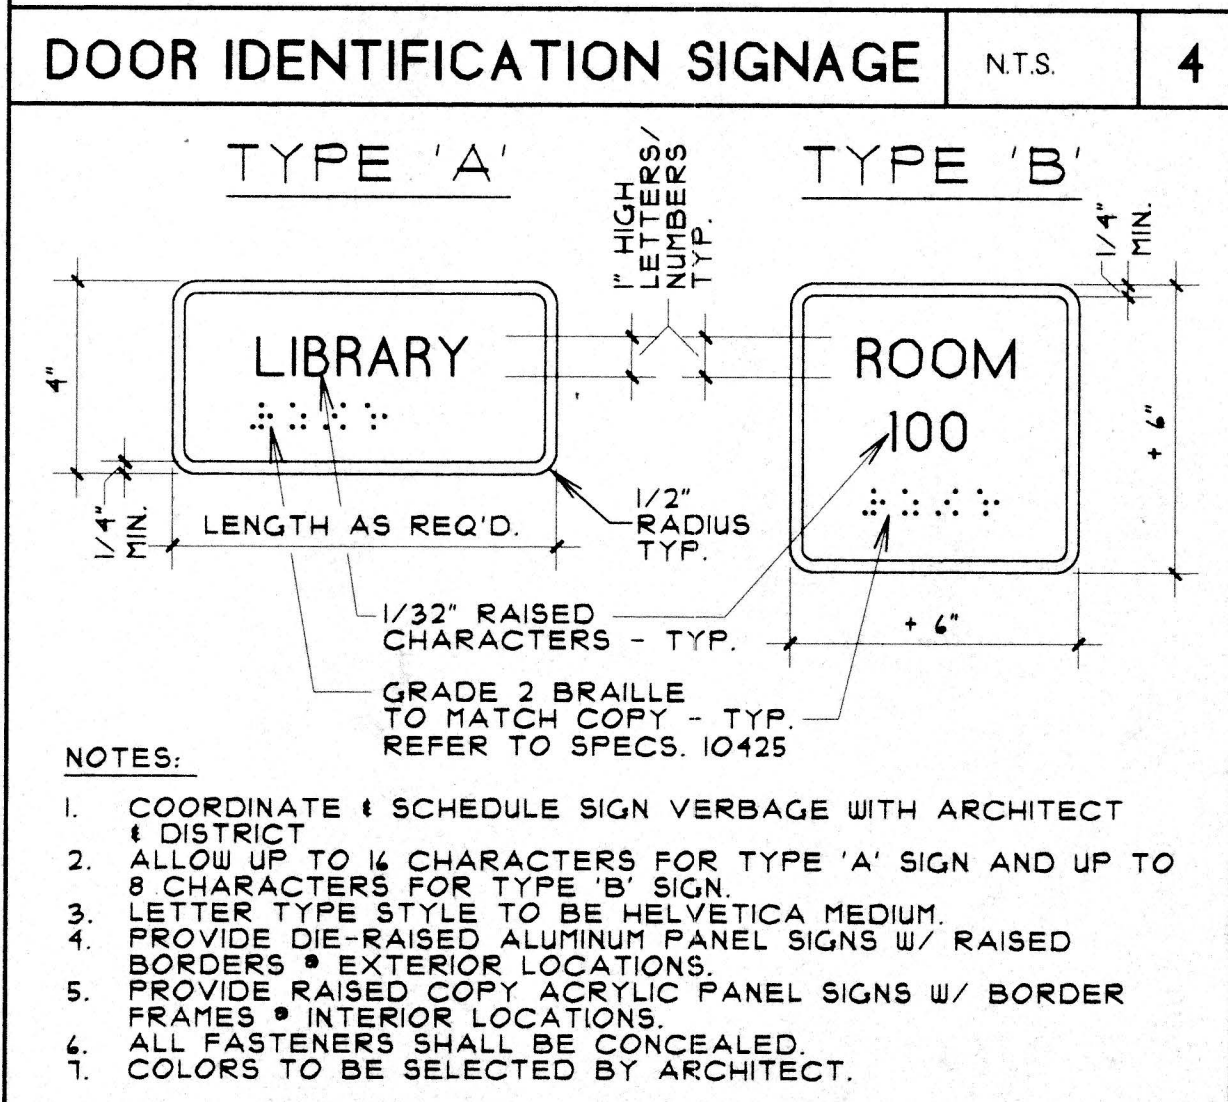 DOOR IDENTIFICATION SIGNAGE
N.T.S.
4
TYPE 'A'
TYPE 'B'
1" HIGH
LETTERS/
NUMBERS
TYP.
1/4"
MIN.
4"
LIBRARY
ROOM
100
+ 6"
1/4"
MIN.
LENGTH AS REQ'D.
1/2"
RADIUS
TYP.
+ 6"
1/32" RAISED
CHARACTERS - TYP.
GRADE 2 BRAILLE
TO MATCH COPY - TYP.
REFER TO SPECS. 10425
NOTES:
1. COORDINATE & SCHEDULE SIGN VERBAGE WITH ARCHITECT
& DISTRICT
2. ALLOW UP TO 16 CHARACTERS FOR TYPE 'A' SIGN AND UP TO
8 CHARACTERS FOR TYPE 'B' SIGN.
3. LETTER TYPE STYLE TO BE HELVETICA MEDIUM.
4. PROVIDE DIE-RAISED ALUMINUM PANEL SIGNS W/ RAISED
BORDERS @ EXTERIOR LOCATIONS.
5. PROVIDE RAISED COPY ACRYLIC PANEL SIGNS W/ BORDER
FRAMES @ INTERIOR LOCATIONS.
6. ALL FASTENERS SHALL BE CONCEALED.
7. COLORS TO BE SELECTED BY ARCHITECT.